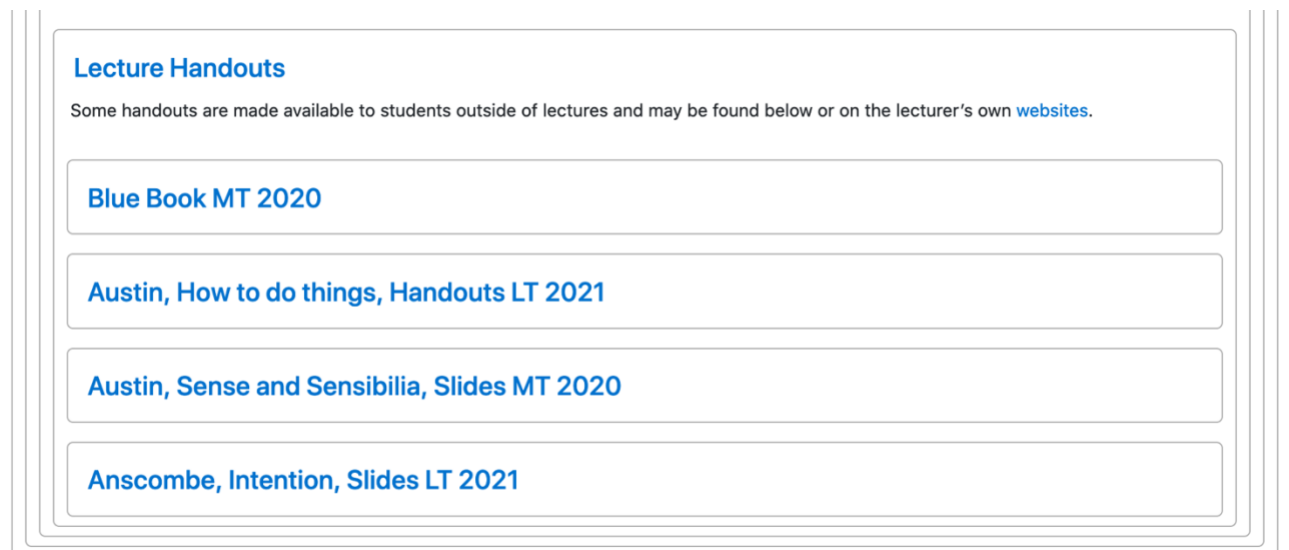 Lecture Handouts
Some handouts are made available to students outside of lectures and may be found below or on the lecturer’s own websites.
Blue Book MT 2020
Austin, How to do things, Handouts LT 2021
Austin, Sense and Sensibilia, Slides MT 2020
Anscombe, Intention, Slides LT 2021